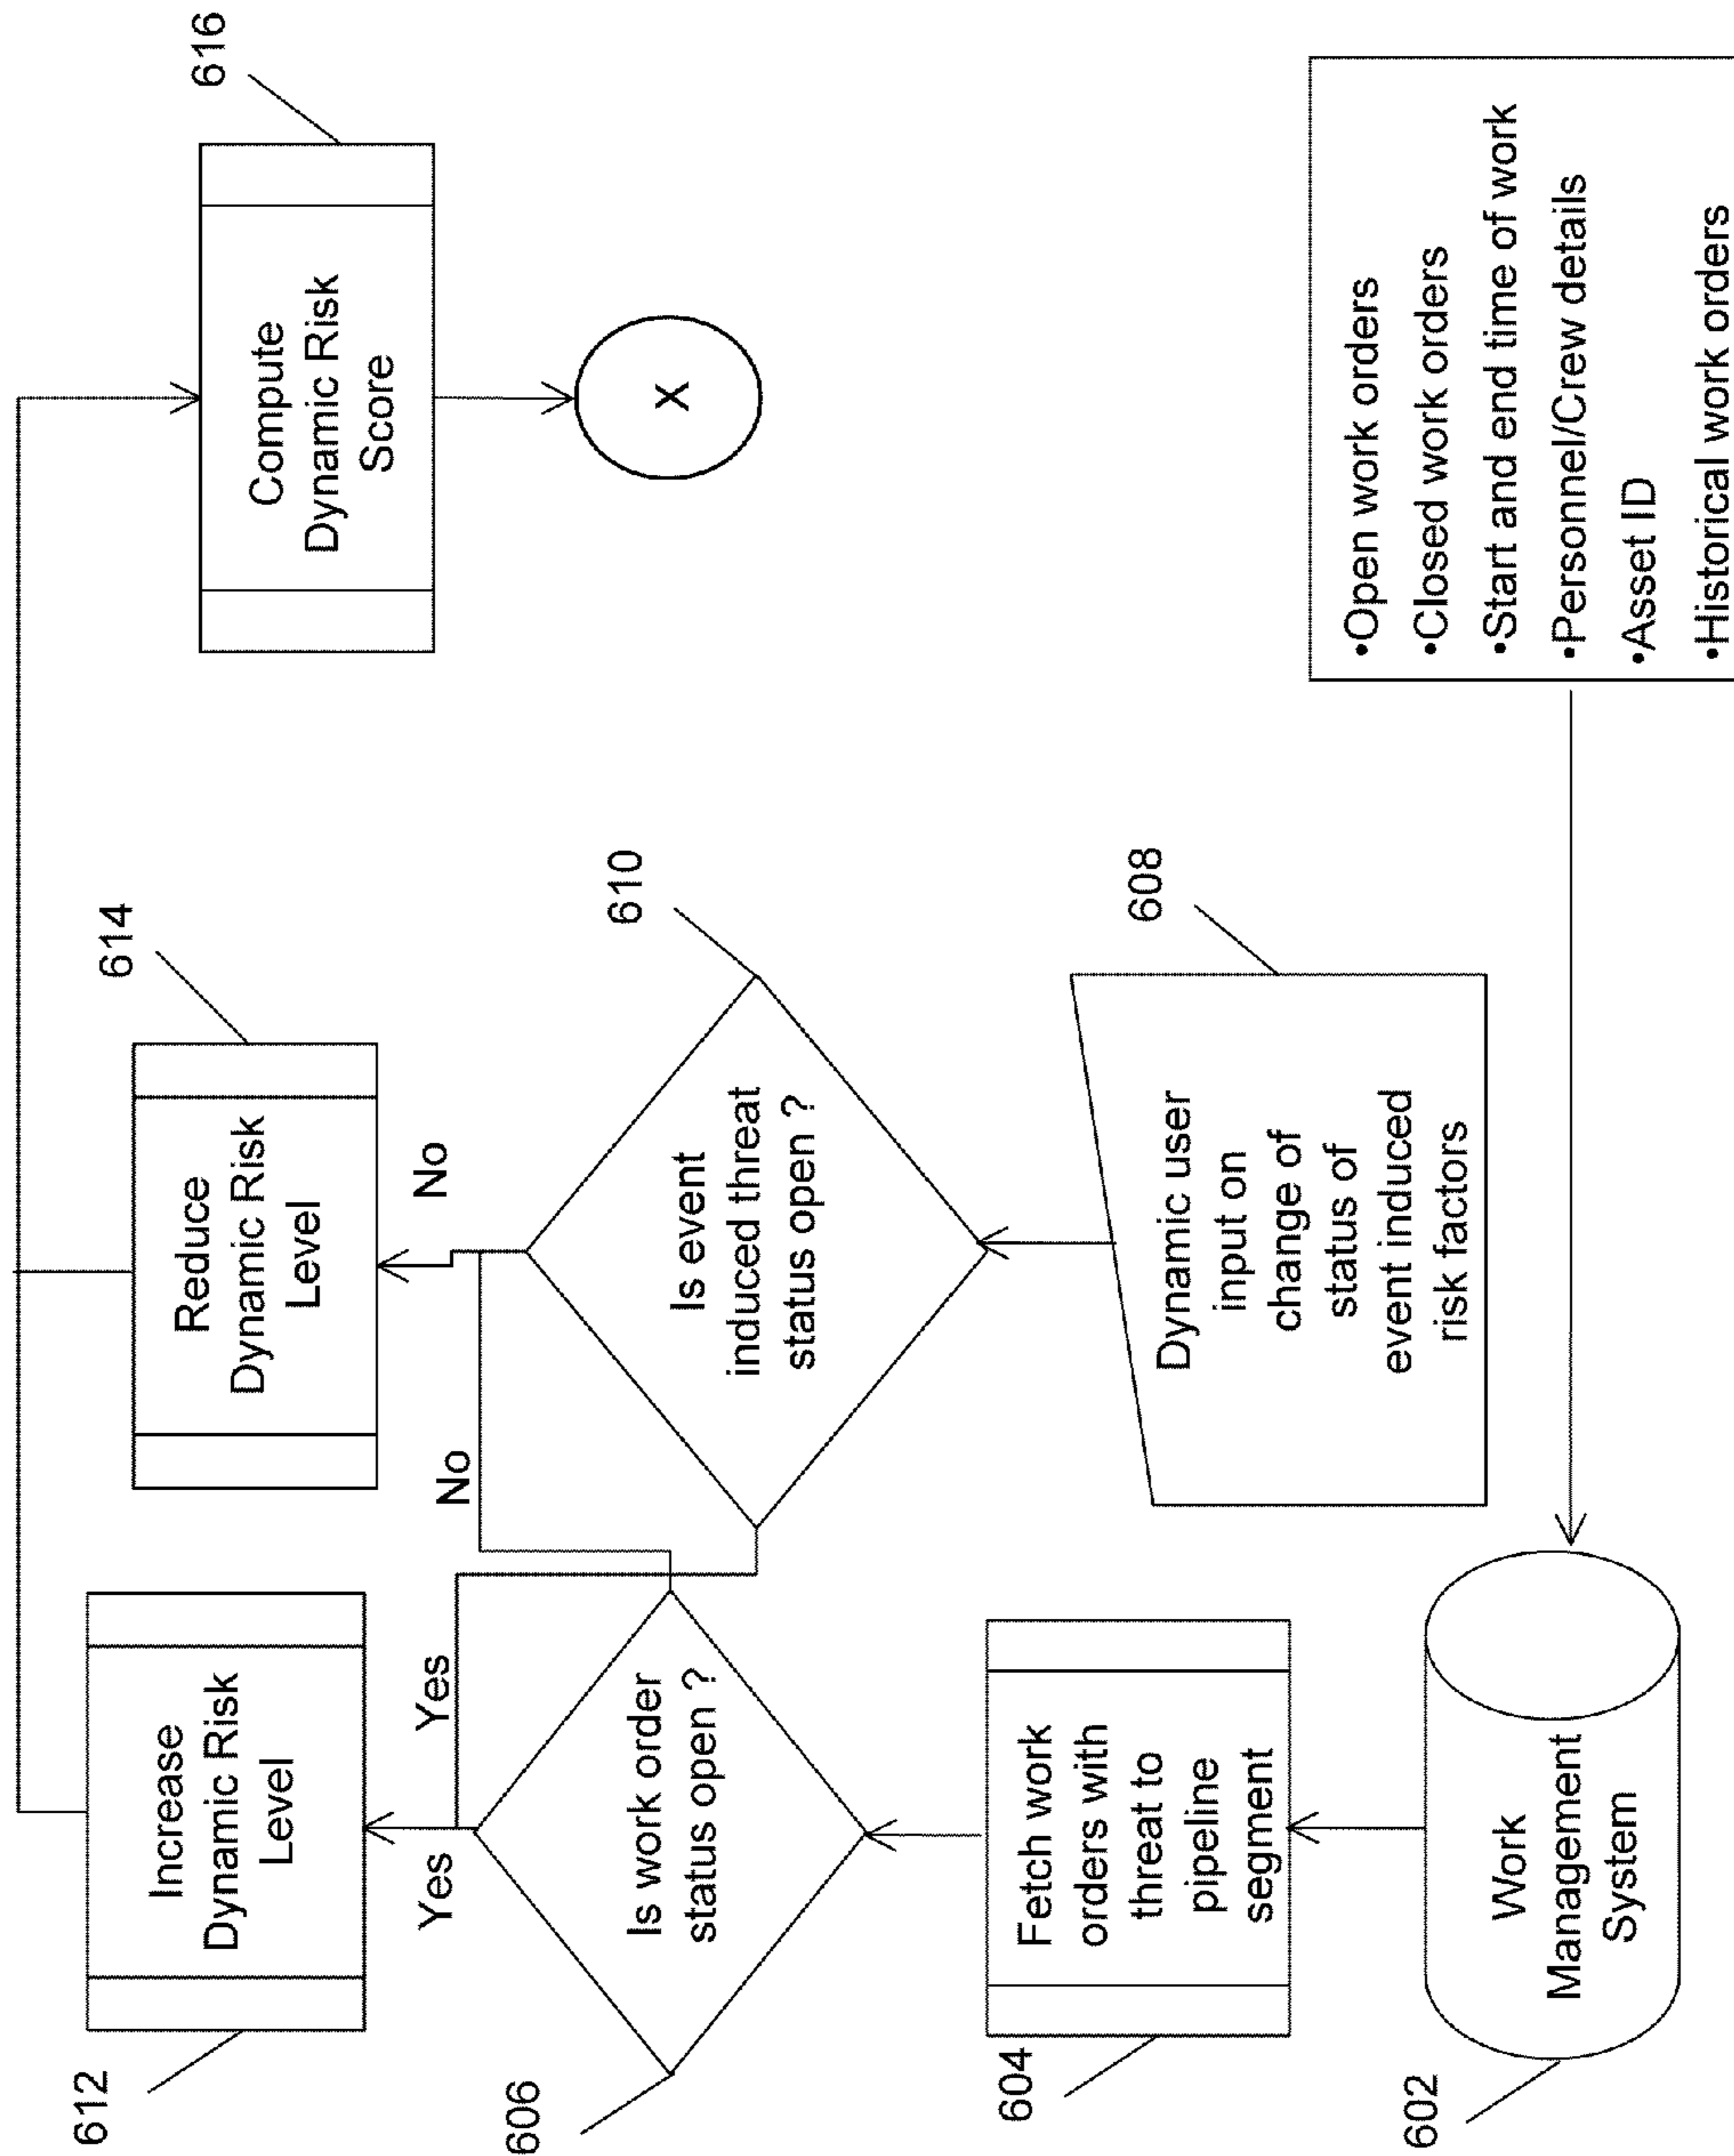 612
Increase
Dynamic Risk
Level
614
Reduce
Dynamic Risk
Level
616
Compute
Dynamic Risk
Score
X
Yes
Yes
No
No
606
Is work order
status open ?
610
Is event
induced threat
status open ?
604
Fetch work
orders with
threat to
pipeline
segment
608
Dynamic user
input on
change of
status of
event induced
risk factors
602
Work
Management
System
•Open work orders
•Closed work orders
•Start and end time of work
•Personnel/Crew details
•Asset ID
•Historical work orders